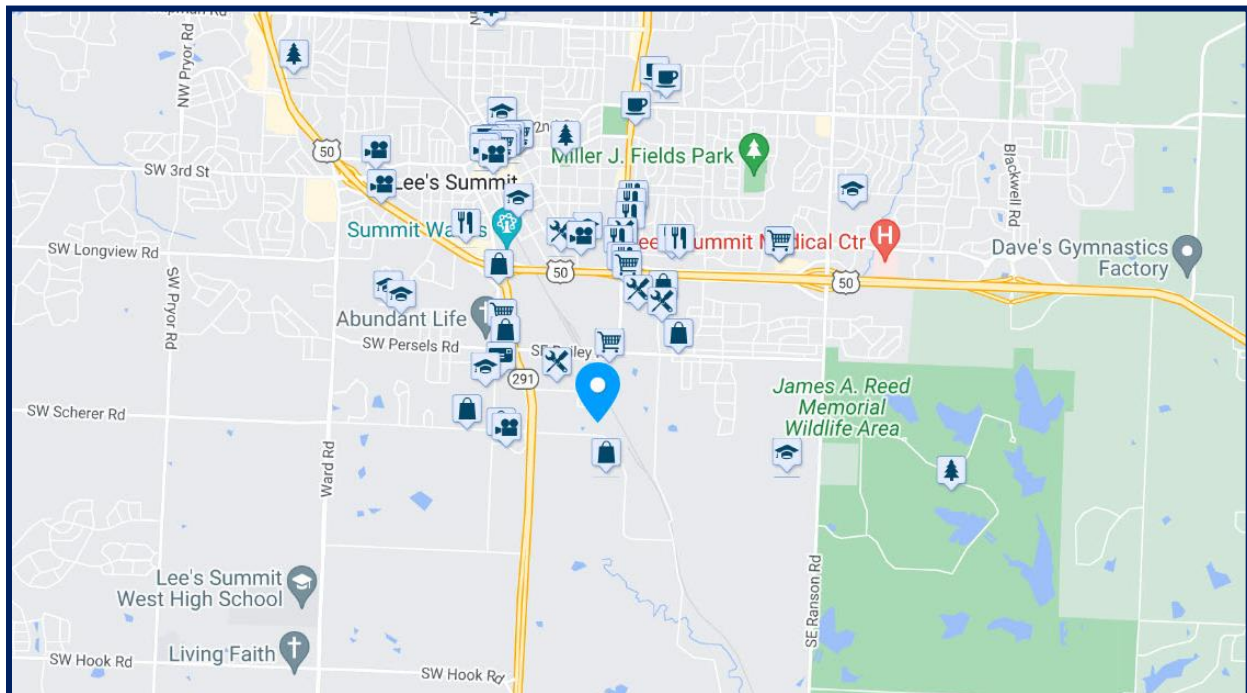 NW Pryor Rd
50
SW 3rd St
2nd
Miller J. Fields Park
Blackwell Rd
Lee's Summit
Summit
Summit Medical Ctr
H
SW Longview Rd
Dave's Gymnastics
Factory
50
50
SW Pryor Rd
Abundant Life
SW Persels Rd
SE
291
James A. Reed
Memorial
Wildlife Area
SW Scherer Rd
Ward Rd
Lee's Summit
West High School
SE Ranson Rd
Living Faith
SW Hook Rd
SW Hook Rd